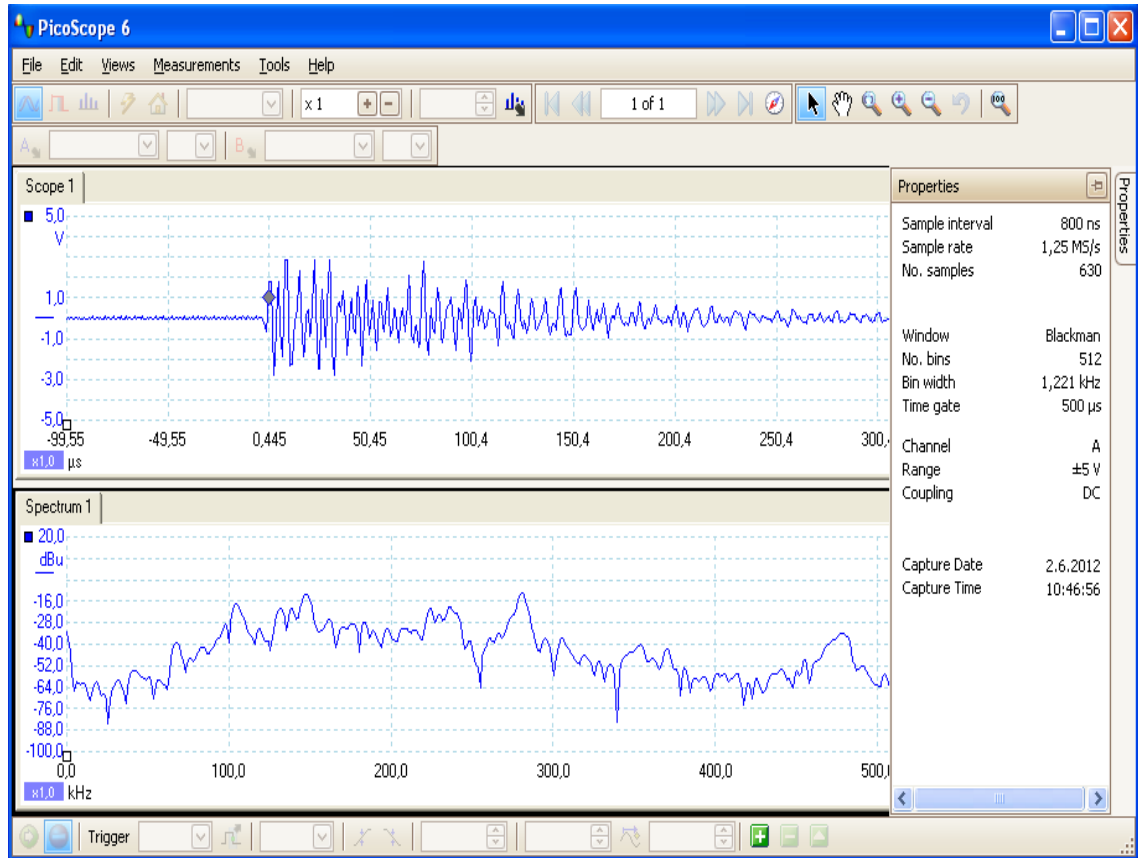 PicoScope 6
File Edit Views Measurements Tools Help
x 1
1 of 1
A
B
Scope 1
5,0
V
1,0
-1,0
-3,0
-5,0
-99,55 -49,55 0,445 50,45 100,4 150,4 200,4 250,4 300,
x1,0 µs
Spectrum 1
20,0
dBu
-16,0
-28,0
-40,0
-52,0
-64,0
-76,0
-88,0
-100,0
0,0 100,0 200,0 300,0 400,0 500,
x1,0 kHz
Properties
Sample interval 800 ns
Sample rate 1,25 MS/s
No. samples 630
Window Blackman
No. bins 512
Bin width 1,221 kHz
Time gate 500 µs
Channel A
Range ±5 V
Coupling DC
Capture Date 2.6.2012
Capture Time 10:46:56
Properties
Trigger